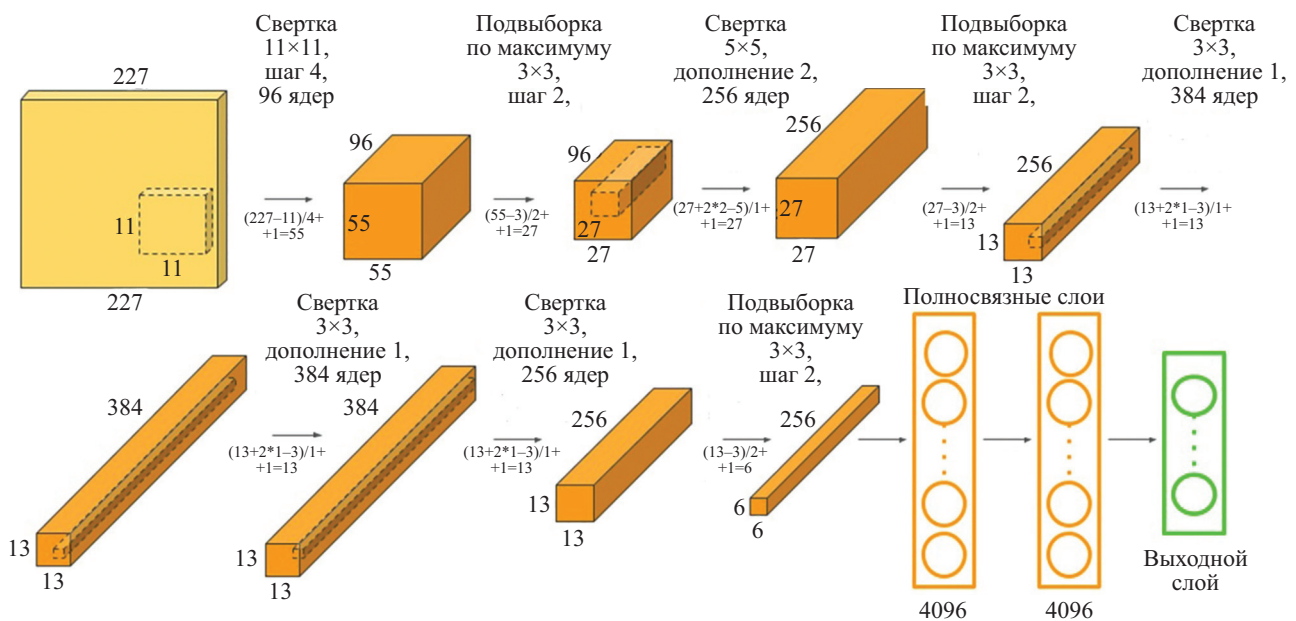 Свертка
11×11,
шаг 4,
96 ядер
Подвыборка
по максимуму
3×3,
шаг 2,
Свертка
5×5,
дополнение 2,
256 ядер
Подвыборка
по максимуму
3×3,
шаг 2,
Свертка
3×3,
дополнение 1,
384 ядер
227
11
11
227
(227–11)/4+
+1=55
96
55
55
(55–3)/2+
+1=27
96
27
27
(27+2*2–5)/1+
+1=27
256
27
27
(27–3)/2+
+1=13
256
13
13
(13+2*1–3)/1+
+1=13
Свертка
3×3,
дополнение 1,
384 ядер
Свертка
3×3,
дополнение 1,
256 ядер
Подвыборка
по максимуму
3×3,
шаг 2,
Полносвязные слои
384
13
13
(13+2*1–3)/1+
+1=13
384
13
13
(13+2*1–3)/1+
+1=13
256
13
13
(13–3)/2+
+1=6
256
6
6
4096
4096
Выходной
слой